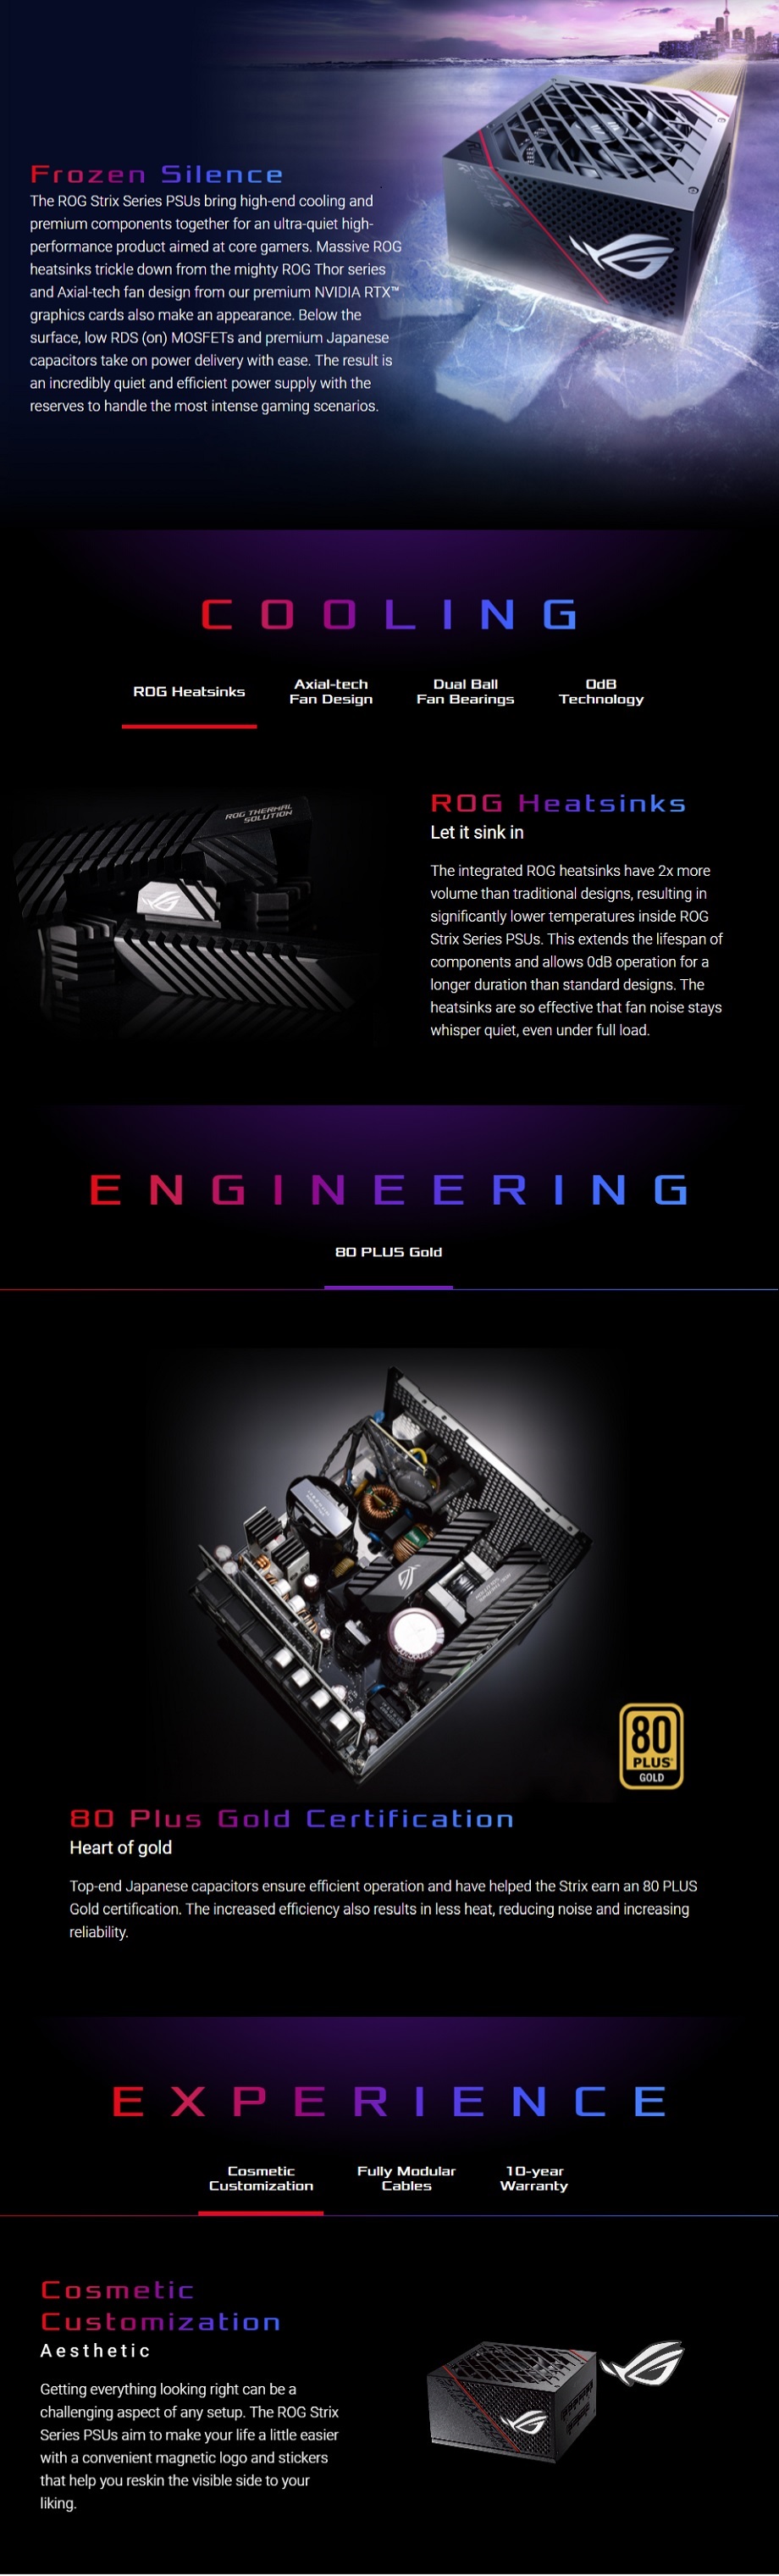 Frozen Silence
The ROG Strix Series PSUs bring high-end cooling and
premium components together for an ultra-quiet high-
performance product aimed at core gamers. Massive ROG
heatsinks trickle down from the mighty ROG Thor series
and Axial-tech fan design from our premium NVIDIA RTX™
graphics cards also make an appearance. Below the
surface, low RDS (on) MOSFETs and premium Japanese
capacitors take on power delivery with ease. The result is
an incredibly quiet and efficient power supply with the
reserves to handle the most intense gaming scenarios.
COOLING
ROG Heatsinks
Axial-tech
Fan Design
Dual Ball
Fan Bearings
0dB
Technology
ROG THERMAL
SOLUTION
ROG Heatsinks
Let it sink in
The integrated ROG heatsinks have 2x more
volume than traditional designs, resulting in
significantly lower temperatures inside ROG
Strix Series PSUs. This extends the lifespan of
components and allows 0dB operation for a
longer duration than standard designs. The
heatsinks are so effective that fan noise stays
whisper quiet, even under full load.
ENGINEERING
80 PLUS Gold
80
PLUS
GOLD
80 Plus Gold Certification
Heart of gold
Top-end Japanese capacitors ensure efficient operation and have helped the Strix earn an 80 PLUS
Gold certification. The increased efficiency also results in less heat, reducing noise and increasing
reliability.
EXPERIENCE
Cosmetic
Customization
Fully Modular
Cables
10-year
Warranty
Cosmetic
Customization
Aesthetic
Getting everything looking right can be a
challenging aspect of any setup. The ROG Strix
Series PSUs aim to make your life a little easier
with a convenient magnetic logo and stickers
that help you reskin the visible side to your
liking.